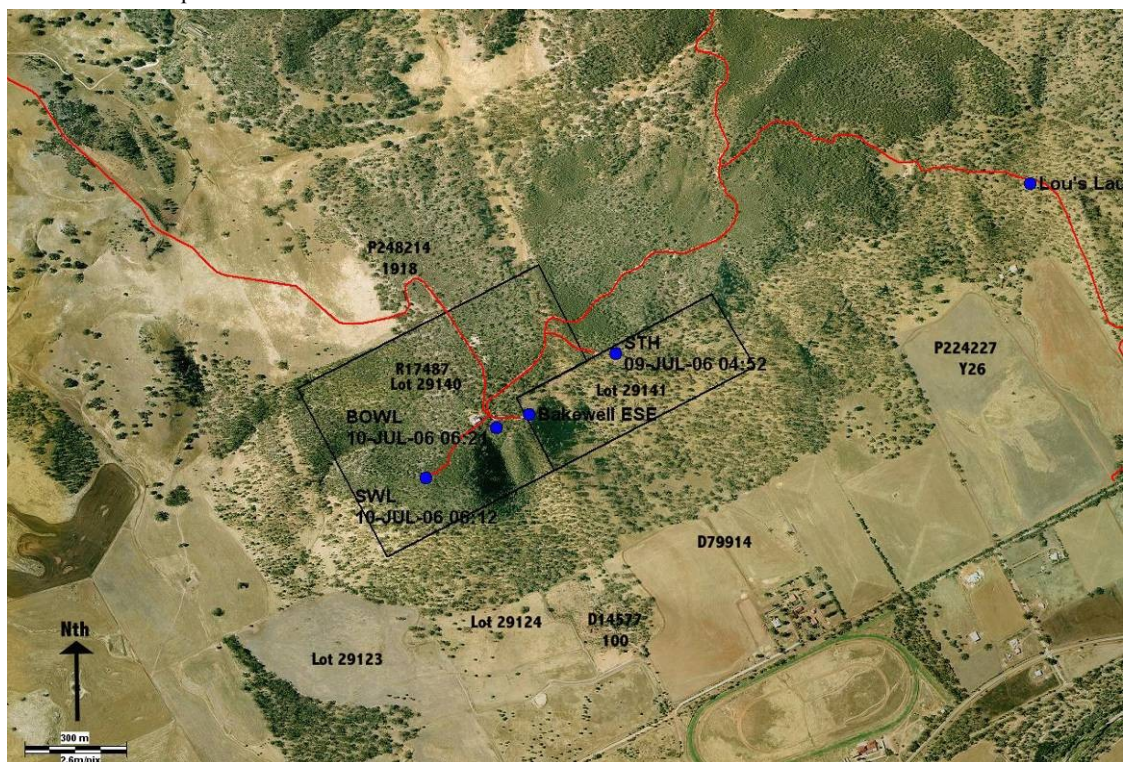 Lou's Lau
P248214
1918
P224227
Y26
STH
09-JUL-06 04:52
R17487
Lot 29140
Lot 29141
BOWL
10-JUL-06 06:21
Bakewell ESE
SWL
10-JUL-06 06:12
D79914
Lot 29124
D14577
100
Nth
Lot 29123
300 m
2.6m/pix